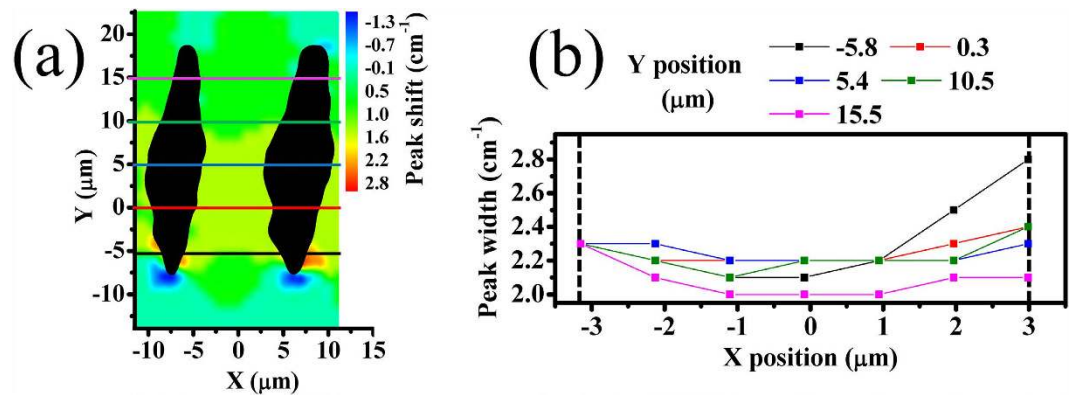 (a)
Y (μm)
15
10
5
0
-5
-10
-10 -5 0 5 10 15
X (μm)
-1.3
-0.7
-0.1
0.5
1.0
1.6
2.2
2.8
Peak shift (cm⁻¹)
(b)
Y position
(μm)
-5.8 0.3
5.4 10.5
15.5
Peak width (cm⁻¹)
2.8
2.6
2.4
2.2
2.0
-3 -2 -1 0 1 2 3
X position (μm)